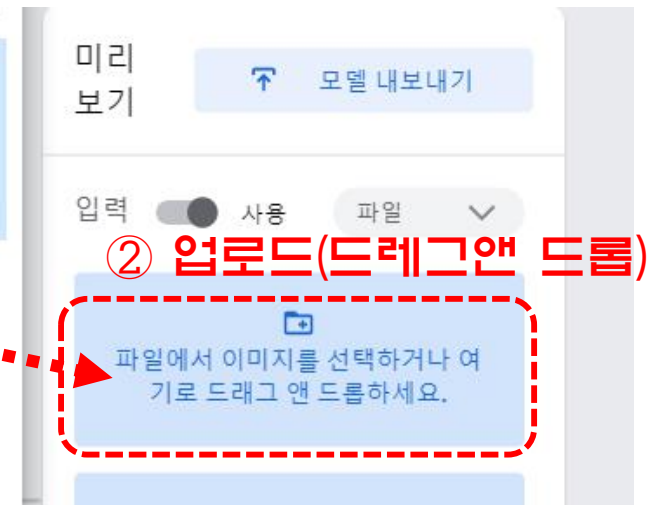 미리
보기
모델 내보내기
입력 사용 파일
② 업로드(드레그앤 드롭)
파일에서 이미지를 선택하거나 여
기로 드래그 앤 드롭하세요.